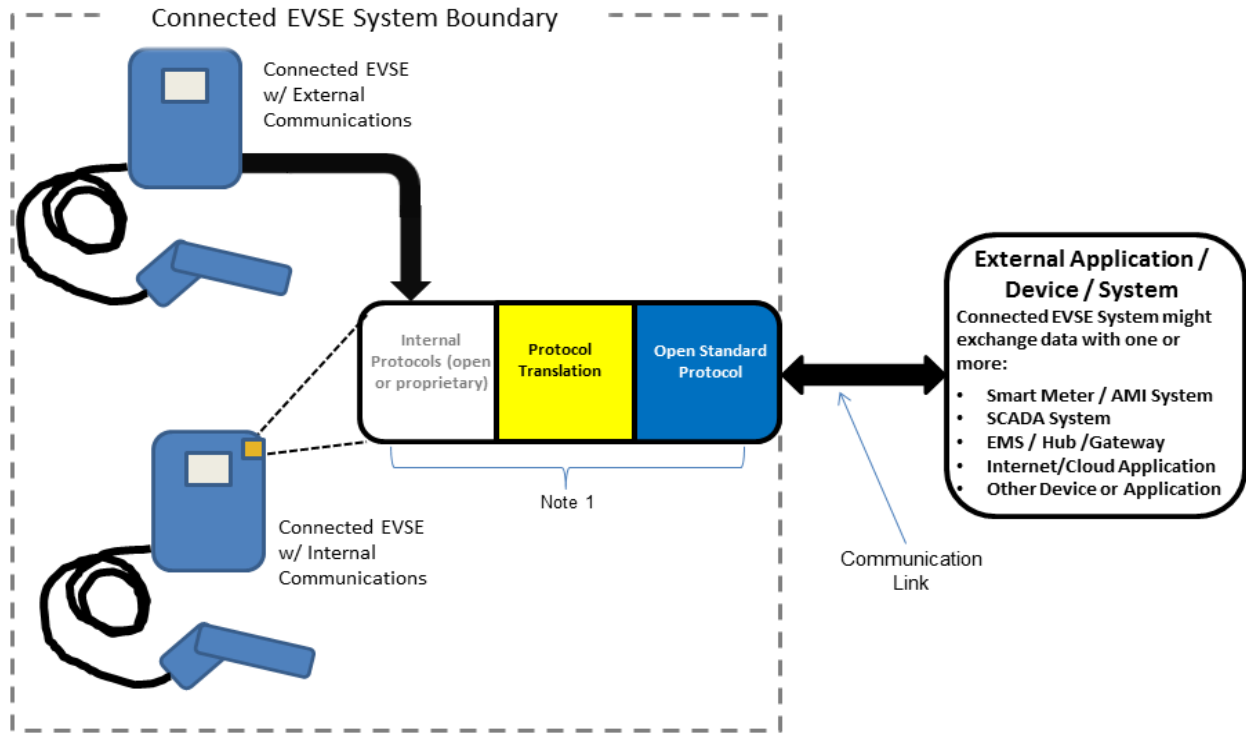 Connected EVSE System Boundary
Connected EVSE
w/ External
Communications
Internal
Protocols (open
or proprietary)
Protocol
Translation
Open Standard
Protocol
Note 1
Connected EVSE
w/ Internal
Communications
Communication
Link
External Application /
Device / System
Connected EVSE System might
exchange data with one or
more:
• Smart Meter / AMI System
• SCADA System
• EMS / Hub /Gateway
• Internet/Cloud Application
• Other Device or Application